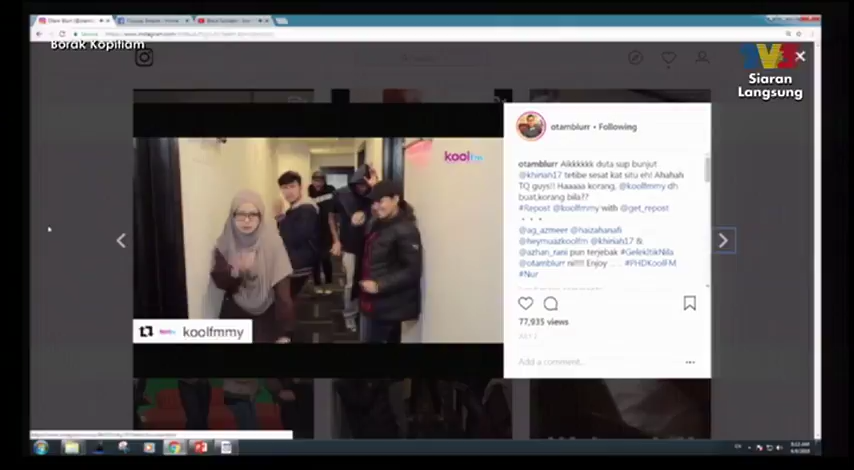 Borak Kopitiam
TV3
Siaran
Langsung
otamblurr • Following
otamblurr Aikkkkkk duta sup bunjut
@khiriah17 tetibe sesat kat situ eh! Ahahah
TQ guys!! Haaaaa korang, @koolfmmy dh
buat,korang bila??
#Repost @koolfmmy with @get_repost
・・・
@ag_azmeer @haizahanafi
@heymuazkoolfm @khiriah17 &
@azhan_rani pun terjebak #GelekItikNila
@otamblurr ni!!!! Enjoy .... #PHDKoolFM
#Nur
kool fm
koolfmmy
77,935 views
Add a comment...